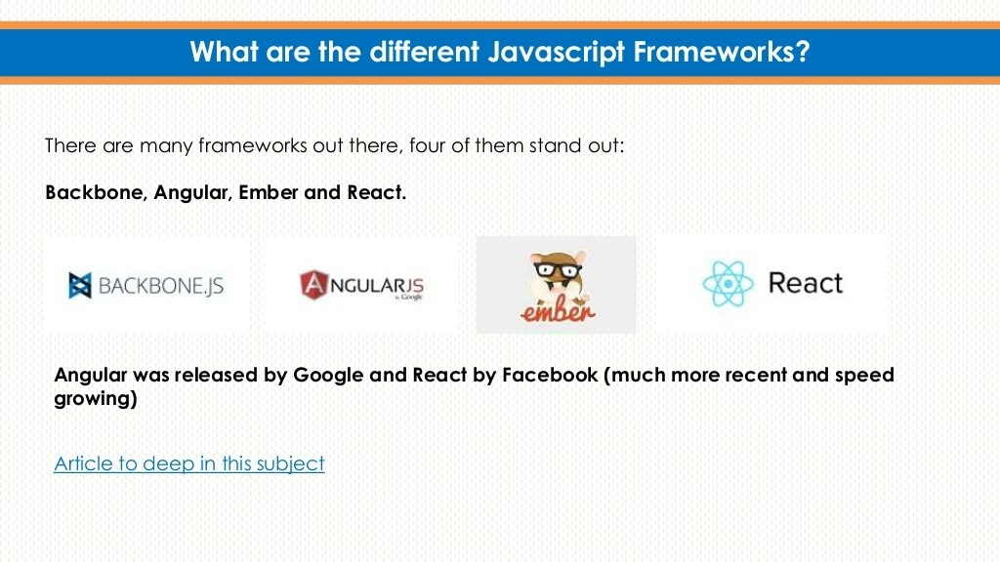 What are the different Javascript Frameworks?
There are many frameworks out there, four of them stand out:
Backbone, Angular, Ember and React.
BACKBONE.JS
ANGULARJS
by Google
ember
React
Angular was released by Google and React by Facebook (much more recent and speed
growing)
Article to deep in this subject